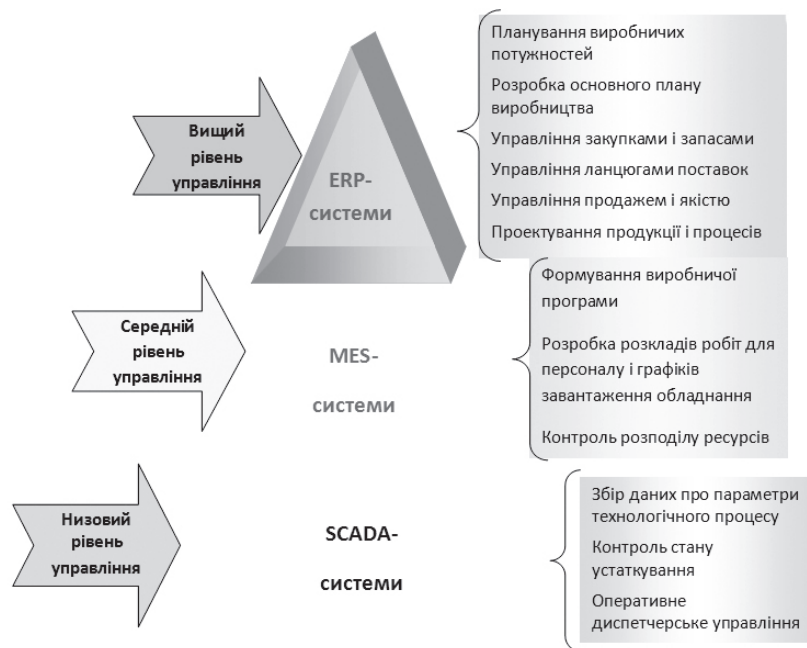 Вищий
рівень
управління
ERP-
системи
Планування виробничих
потужностей
Розробка основного плану
виробництва
Управління закупками і запасами
Управління ланцюгами поставок
Управління продажем і якістю
Проектування продукції і процесів
Середній
рівень
управління
MES-
системи
Формування виробничої
програми
Розробка розкладів робіт для
персоналу і графіків
завантаження обладнання
Контроль розподілу ресурсів
Низовий
рівень
управління
SCADA-
системи
Збір даних про параметри
технологічного процесу
Контроль стану
устаткування
Оперативне
диспетчерське управління